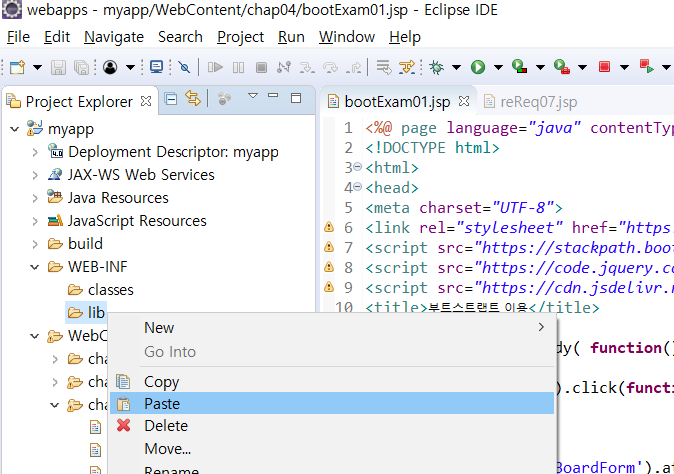 webapps - myapp/WebContent/chap04/bootExam01.jsp - Eclipse IDE
File Edit Navigate Search Project Run Window Help
Project Explorer
bootExam01.jsp reReq07.jsp
myapp
Deployment Descriptor: myapp
JAX-WS Web Services
Java Resources
JavaScript Resources
build
WEB-INF
classes
lib
WebC
cha
cha
cha
1 <%@ page language="java" contentTyp
2 <!DOCTYPE html>
3 <html>
4 <head>
5 <meta charset="UTF-8">
6 <link rel="stylesheet" href="https.
7 <script src="https://stackpath.boot
8 <script src="https://code.jquery.co
9 <script src="https://cdn.jsdelivr.n
10 <title>부트스트랩트 이용</title>
dy( function()
).click(functi
BoardForm').at
New
Go Into
Copy
Paste
Delete
Move...
Rename